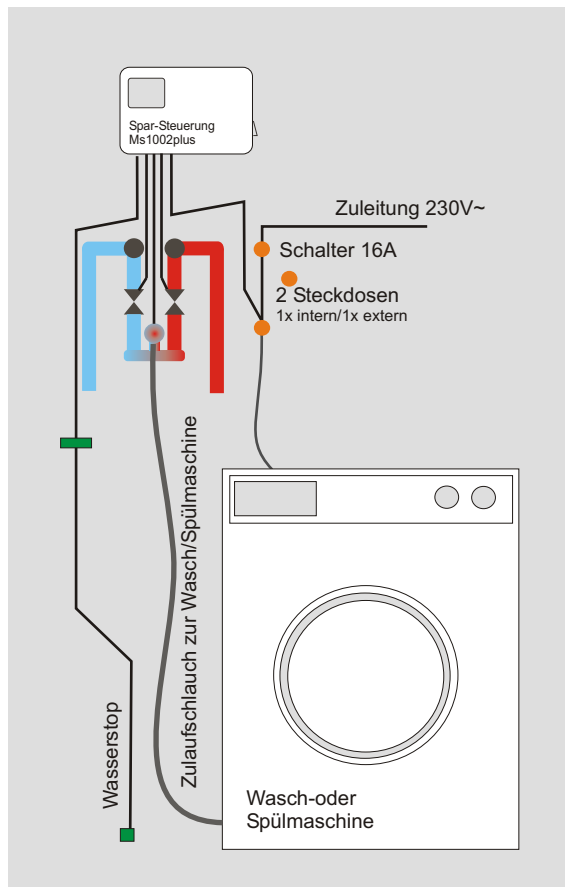 Spar-Steuerung
Ms1002plus
Zuleitung 230V~
Schalter 16A
2 Steckdosen
1x intern/1x extern
Zulaufschlauch zur Wasch/Spülmaschine
Wasserstop
Wasch-oder
Spülmaschine